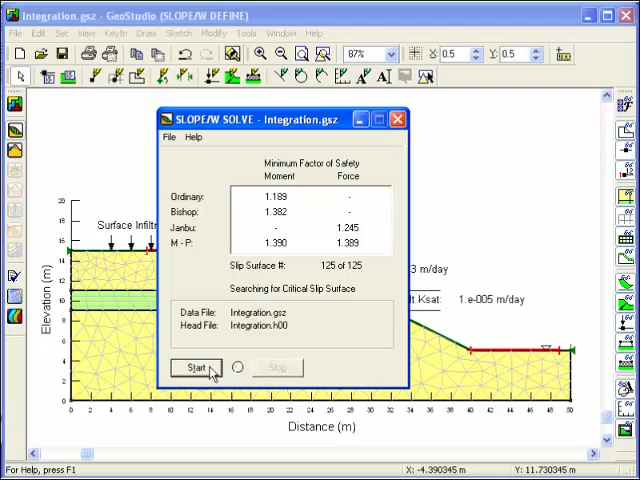 Integration.gsz - GeoStudio (SLOPE/W DEFINE)
File Edit Set View KeyIn Draw Sketch Modify Tools Window Help
87% X 0.5 Y 0.5
SLOPE/W SOLVE - Integration.gsz
File Help
Minimum Factor of Safety
Moment Force
Ordinary: 1.189 -
Bishop: 1.382 -
Janbu: - 1.245
M - P: 1.390 1.389
Slip Surface #: 125 of 125
Searching for Critical Slip Surface
Data File: Integration.gsz
Head File: Integration.h00
Start Stop
Surface Infiltr
3 m/day
lt Ksat: 1.e-005 m/day
Elevation (m)
20
18
16
14
12
10
8
6
4
2
0
0 2 4 6 8 10 12 14 16 18 20 22 24 26 28 30 32 34 36 38 40 42 44 46 48 50
Distance (m)
For Help, press F1 X: -4.390345 m Y: 11.730345 m